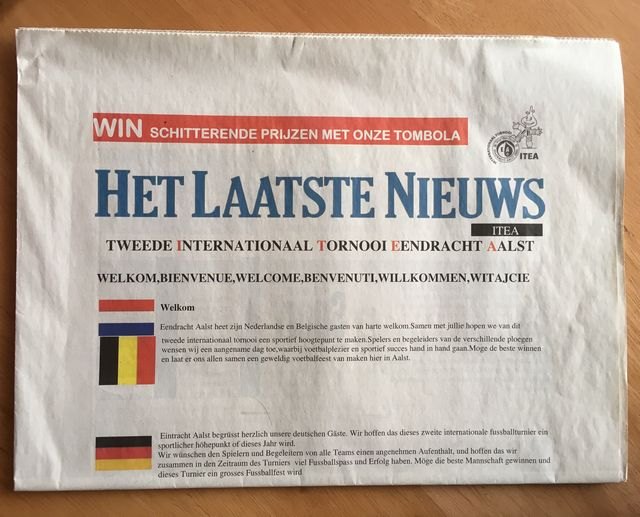 WIN SCHITTERENDE PRIJZEN MET ONZE TOMBOLA
ITEA
HET LAATSTE NIEUWS
ITEA
TWEEDE INTERNATIONAAL TORNOOI EENDRACHT AALST
WELKOM,BIENVENUE,WELCOME,BENVENUTI,WILLKOMMEN,WITAJCIE
Welkom
Eendracht Aalst heet zijn Nederlandse en Belgische gasten van harte welkom.Samen met jullie hopen we van dit
tweede internationaal tornooi een sportief hoogtepunt te maken.Spelers en begeleiders van de verschillende ploegen
wensen wij een aangename dag toe,waarbij voetbalplezier en sportief succes hand in hand gaan.Moge de beste winnen
en laat er ons allen samen een geweldig voetbalfeest van maken hier in Aalst.
Eintracht Aalst begrüsst herzlich unsere deutschen Gäste. Wir hoffen das dieses zweite internationale fussballturnier ein
sportlicher höhepunkt of dieses Jahr wird.
Wir wünschen den Spielern und Begeleitern von alle Teams einen angenehmen Aufenthalt, und hoffen das wir
zusammen in den Zeitraum des Turniers viel Fussballspass und Erfolg haben. Möge die beste Mannschaft gewinnen und
dieses Turnier ein grosses Fussballfest wird